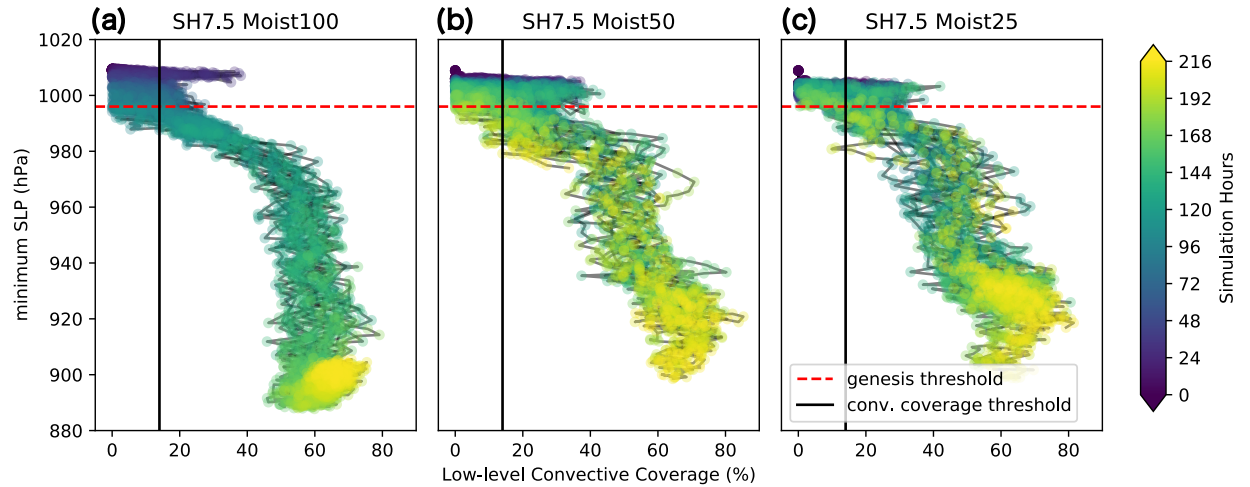 (a) SH7.5 Moist100
(b) SH7.5 Moist50
(c) SH7.5 Moist25
1020
1000
980
960
940
920
900
880
minimum SLP (hPa)
0 20 40 60 80
0 20 40 60 80
0 20 40 60 80
Low-level Convective Coverage (%)
genesis threshold
conv. coverage threshold
216
192
168
144
120
96
72
48
24
0
Simulation Hours